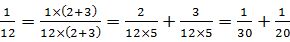 1/12 = 1×(2+3)/12×(2+3) = 2/12×5 + 3/12×5 = 1/30 + 1/20